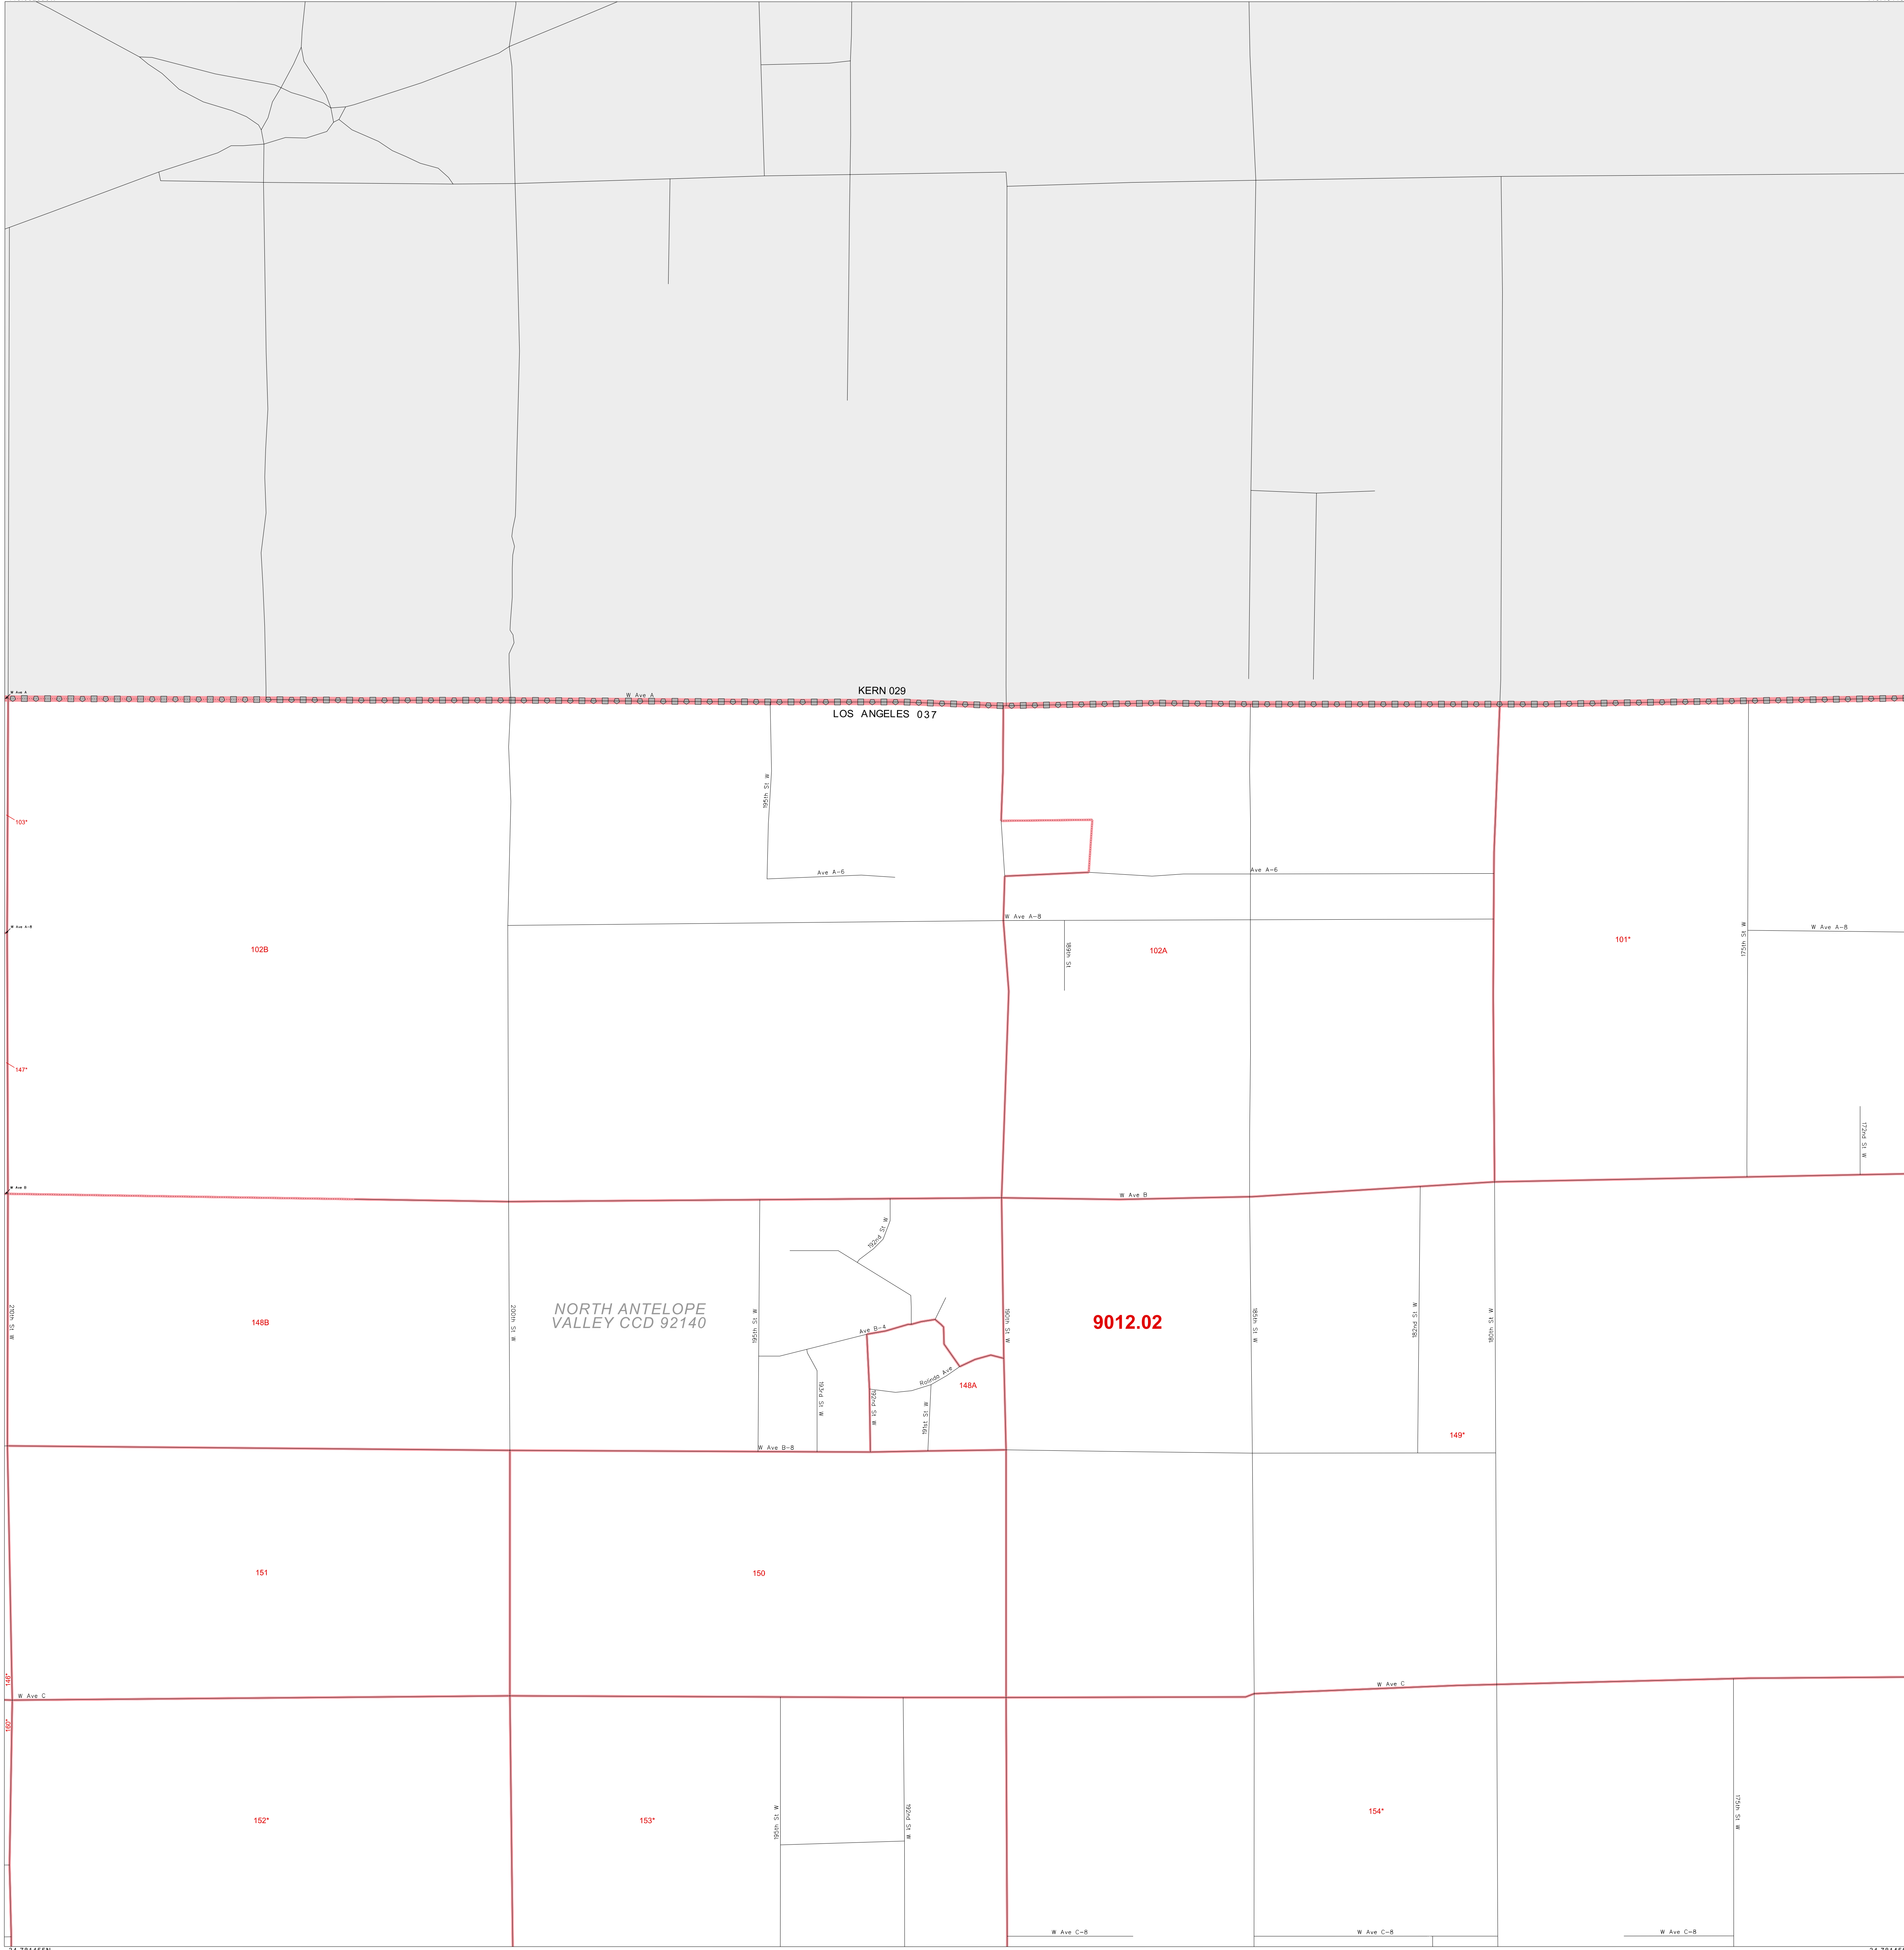 W Ave A
W Ave A
KERN 029
LOS ANGELES 037
195th St W
103*
Ave A-6
Ave A-6
W Ave A-8
W Ave A-8
W Ave A-8
189th St
102B
102A
101*
175th St W
147*
172nd St W
W Ave B
W Ave B
192nd St W
210th St W
148B
200th St W
NORTH ANTELOPE
VALLEY CCD 92140
195th St W
Ave B-4
190th St W
9012.02
185th St W
182nd St W
180th St W
193rd St W
192nd St W
Rolinda Ave
191st St W
148A
149*
W Ave B-8
151
150
146*
W Ave C
W Ave C
160*
152*
153*
195th St W
192nd St W
154*
175th St W
W Ave C-8
W Ave C-8
W Ave C-8